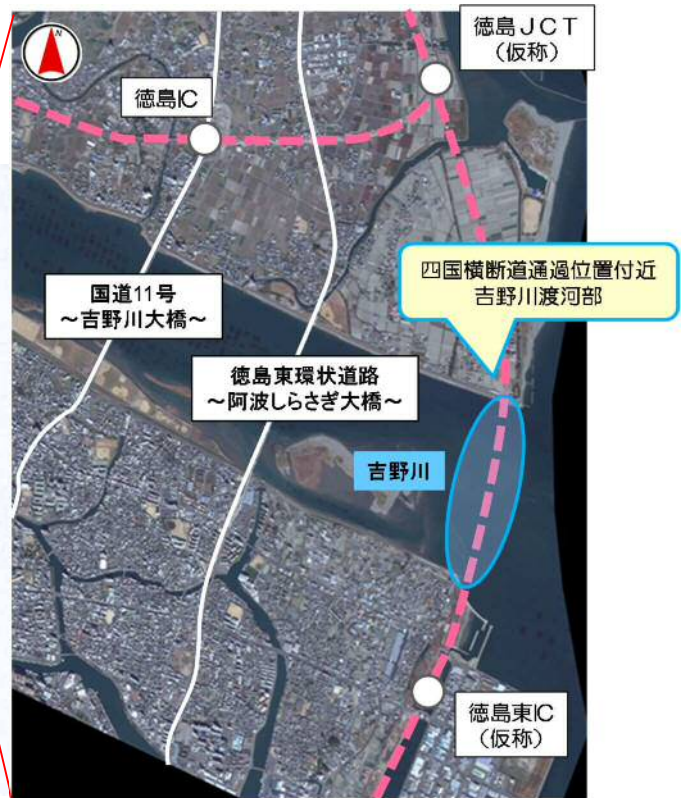 N
徳島JCT
(仮称)
徳島IC
四国横断道通過位置付近
吉野川渡河部
国道11号
~吉野川大橋~
徳島東環状道路
~阿波しらさぎ大橋~
吉野川
徳島東IC
(仮称)